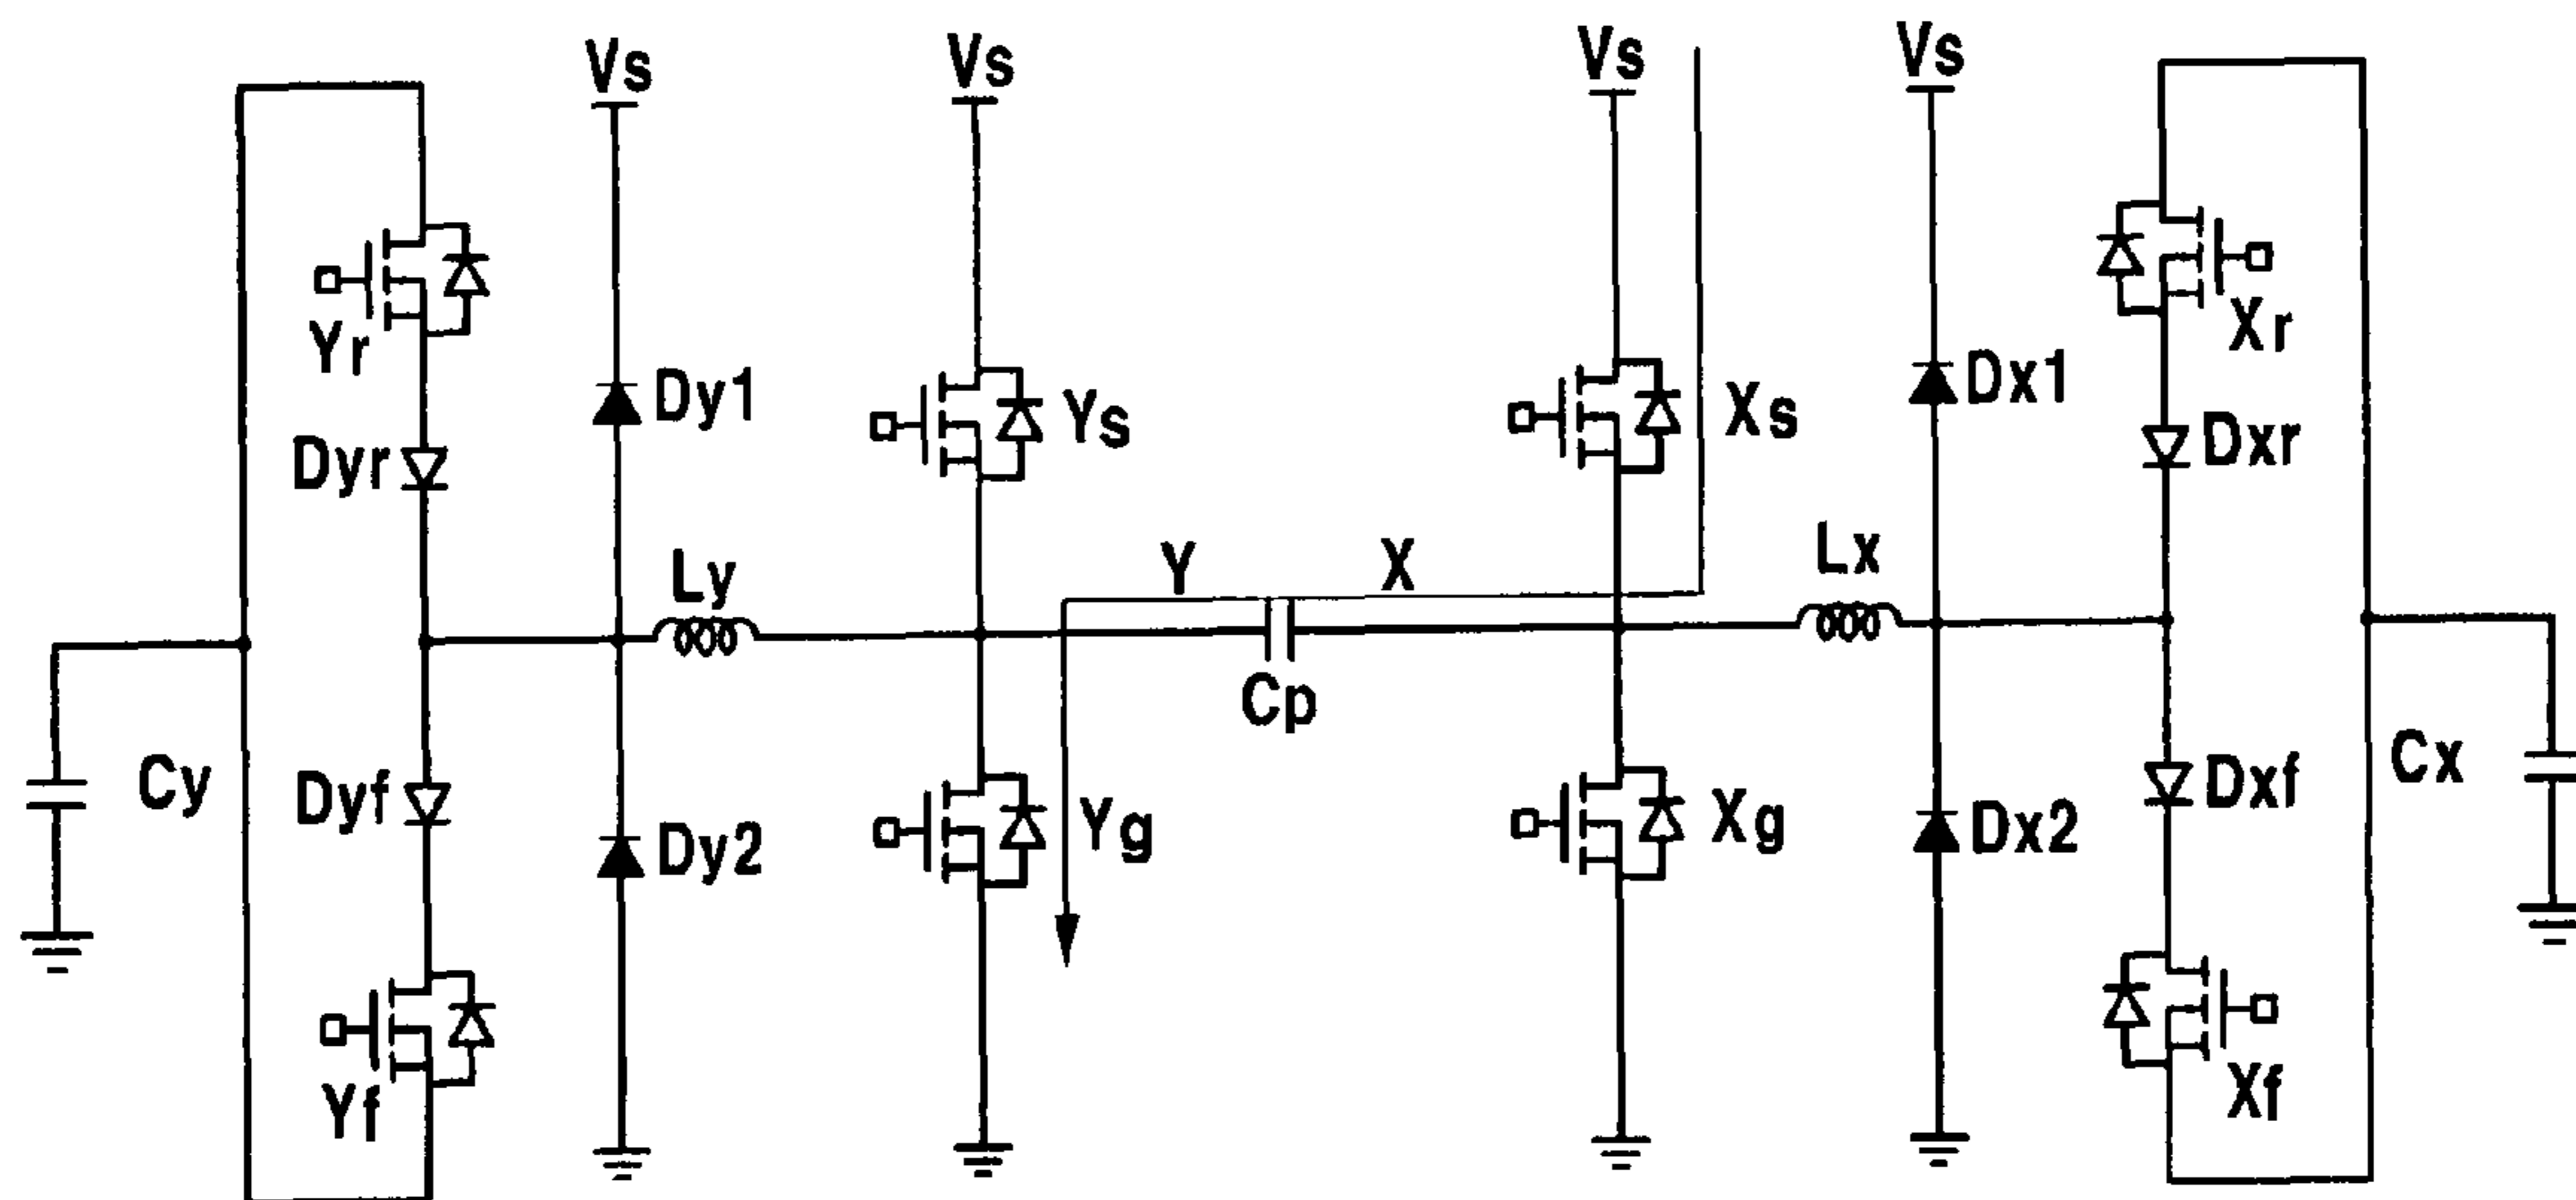 Vs
Vs
Vs
Vs
Yr
Xr
Dy1
Ys
Xs
Dx1
Dyr
Dxr
Ly
Y
X
Lx
Cp
Cy
Dyf
Dy2
Yg
Xg
Dx2
Dxf
Cx
Yf
Xf